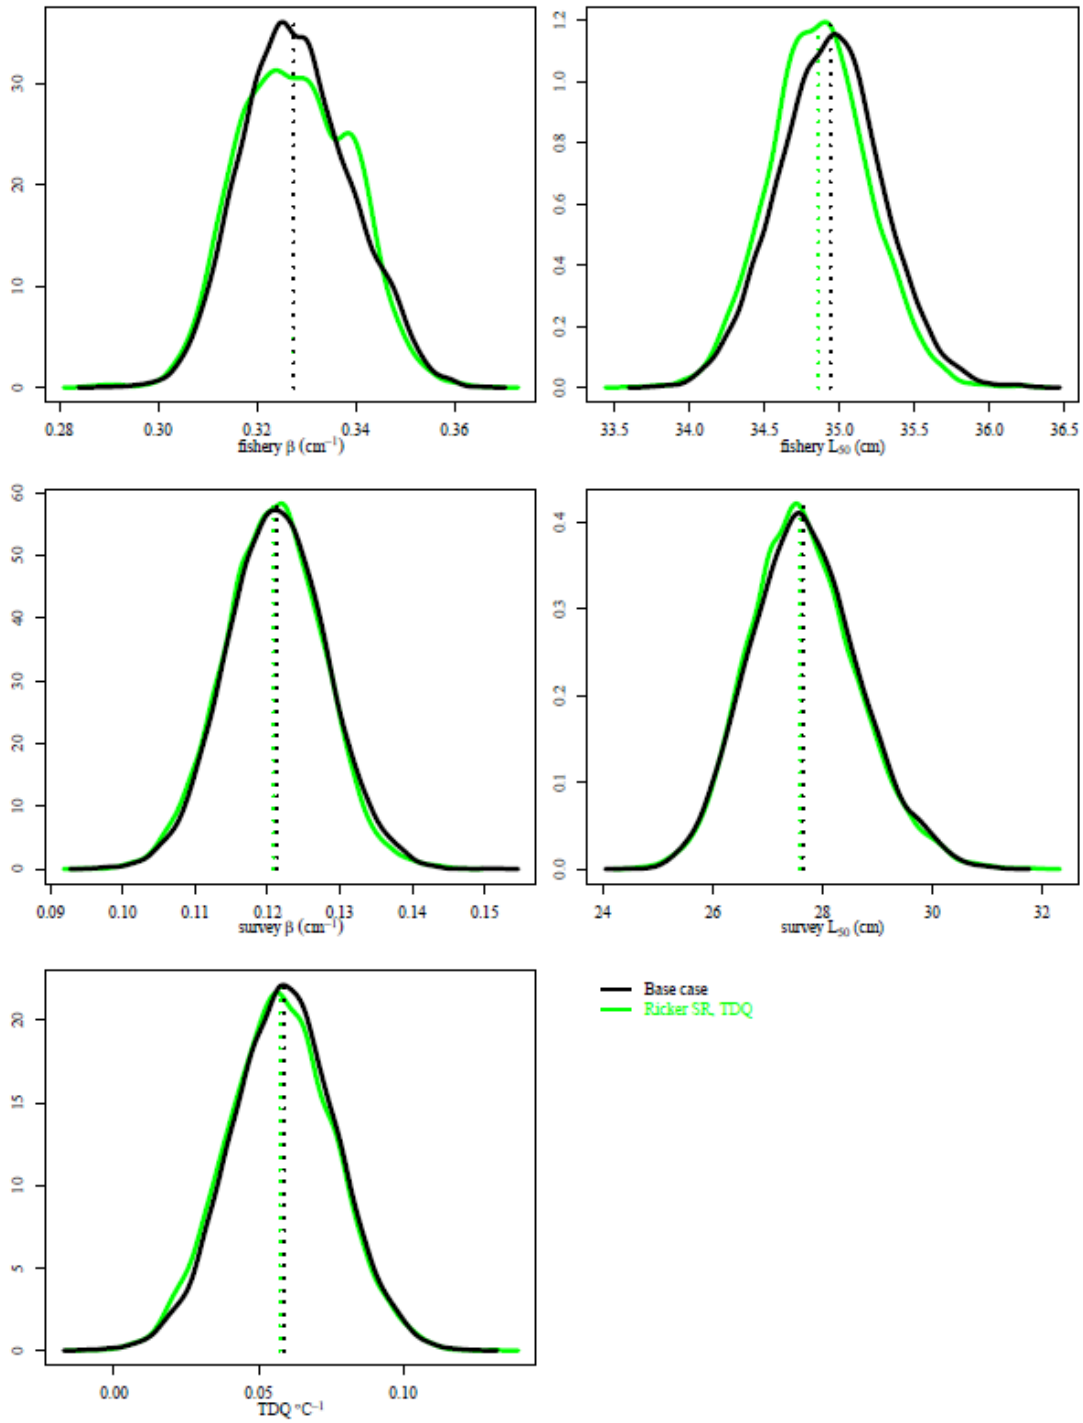 0 10 20 30
0.28 0.30 0.32 0.34 0.36
fishery β (cm⁻¹)
0.0 0.2 0.4 0.6 0.8 1.0 1.2
33.5 34.0 34.5 35.0 35.5 36.0 36.5
fishery L₅₀ (cm)
0 10 20 30 40 50 60
0.09 0.10 0.11 0.12 0.13 0.14 0.15
survey β (cm⁻¹)
0.0 0.1 0.2 0.3 0.4
24 26 28 30 32
survey L₅₀ (cm)
0 5 10 15 20
0.00 0.05 0.10
TDQ °C⁻¹
Base case
Ricker SR, TDQ